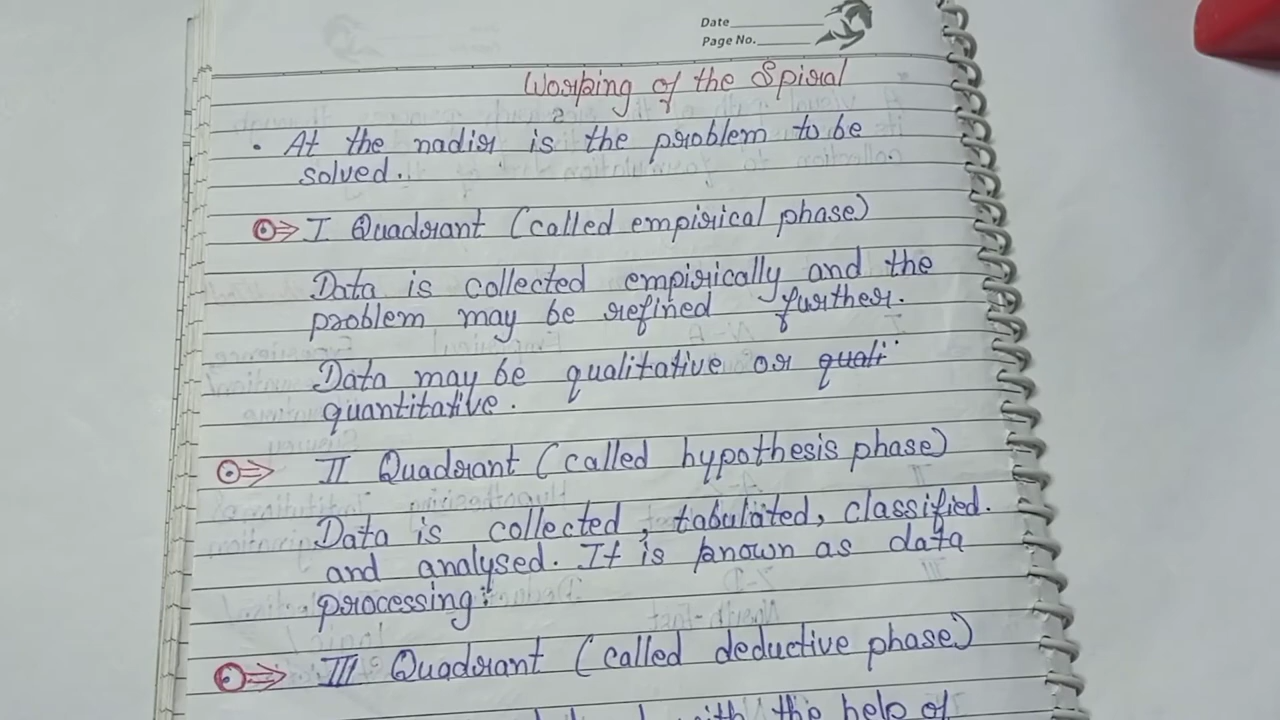 Date
Page No.
Working of the Spiral
• At the nadir is the problem to be
solved.
⊙⇒ I Quadrant (called empirical phase)
Data is collected empirically and the
problem may be refined further.
Data may be qualitative or quali
quantitative.
⊙⇒ II Quadrant (called hypothesis phase)
Data is collected, tabulated, classified.
and analysed. It is known as data
processing.
⊙⇒ III Quadrant (called deductive phase)
with the help of